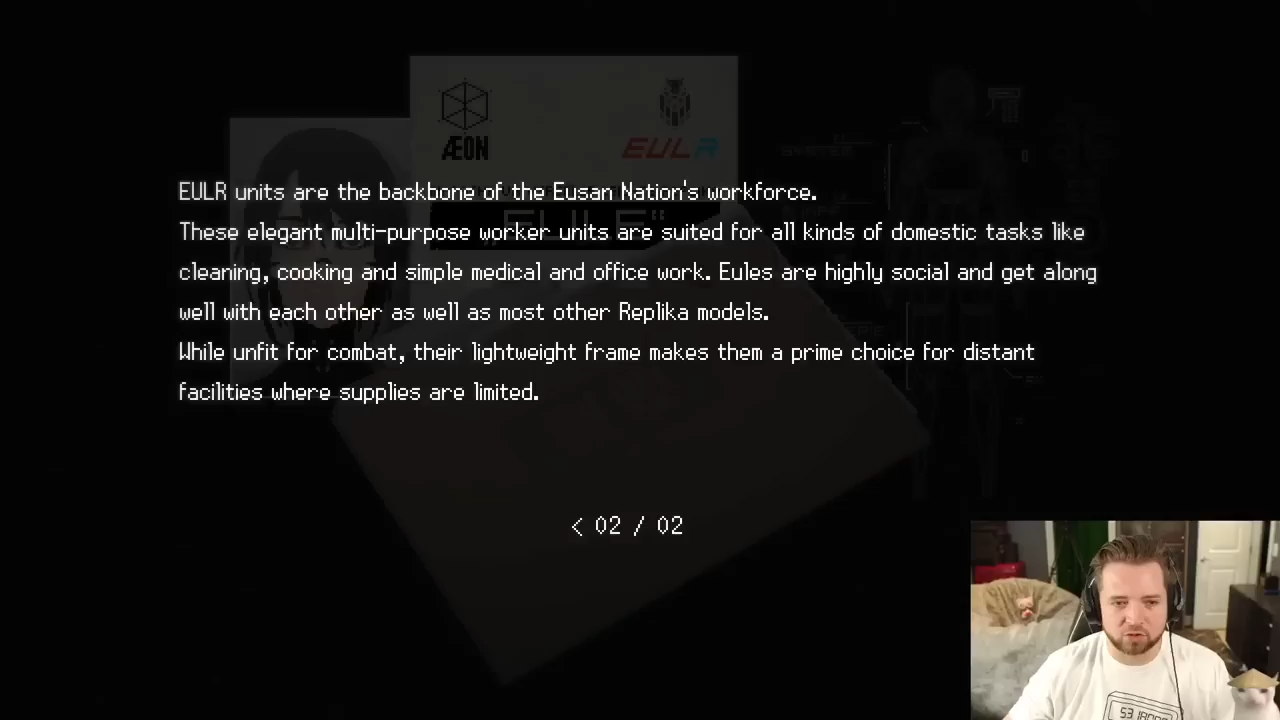 ÆON
EULR
„EULE“
EULR units are the backbone of the Eusan Nation's workforce.
These elegant multi-purpose worker units are suited for all kinds of domestic tasks like
cleaning, cooking and simple medical and office work. Eules are highly social and get along
well with each other as well as most other Replika models.
While unfit for combat, their lightweight frame makes them a prime choice for distant
facilities where supplies are limited.
< 02 / 02